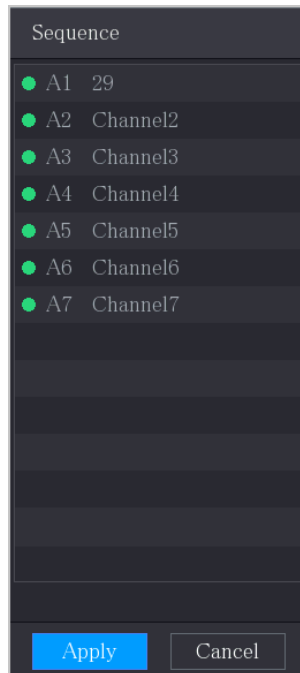 Sequence
A1 29
A2 Channel2
A3 Channel3
A4 Channel4
A5 Channel5
A6 Channel6
A7 Channel7
Apply Cancel